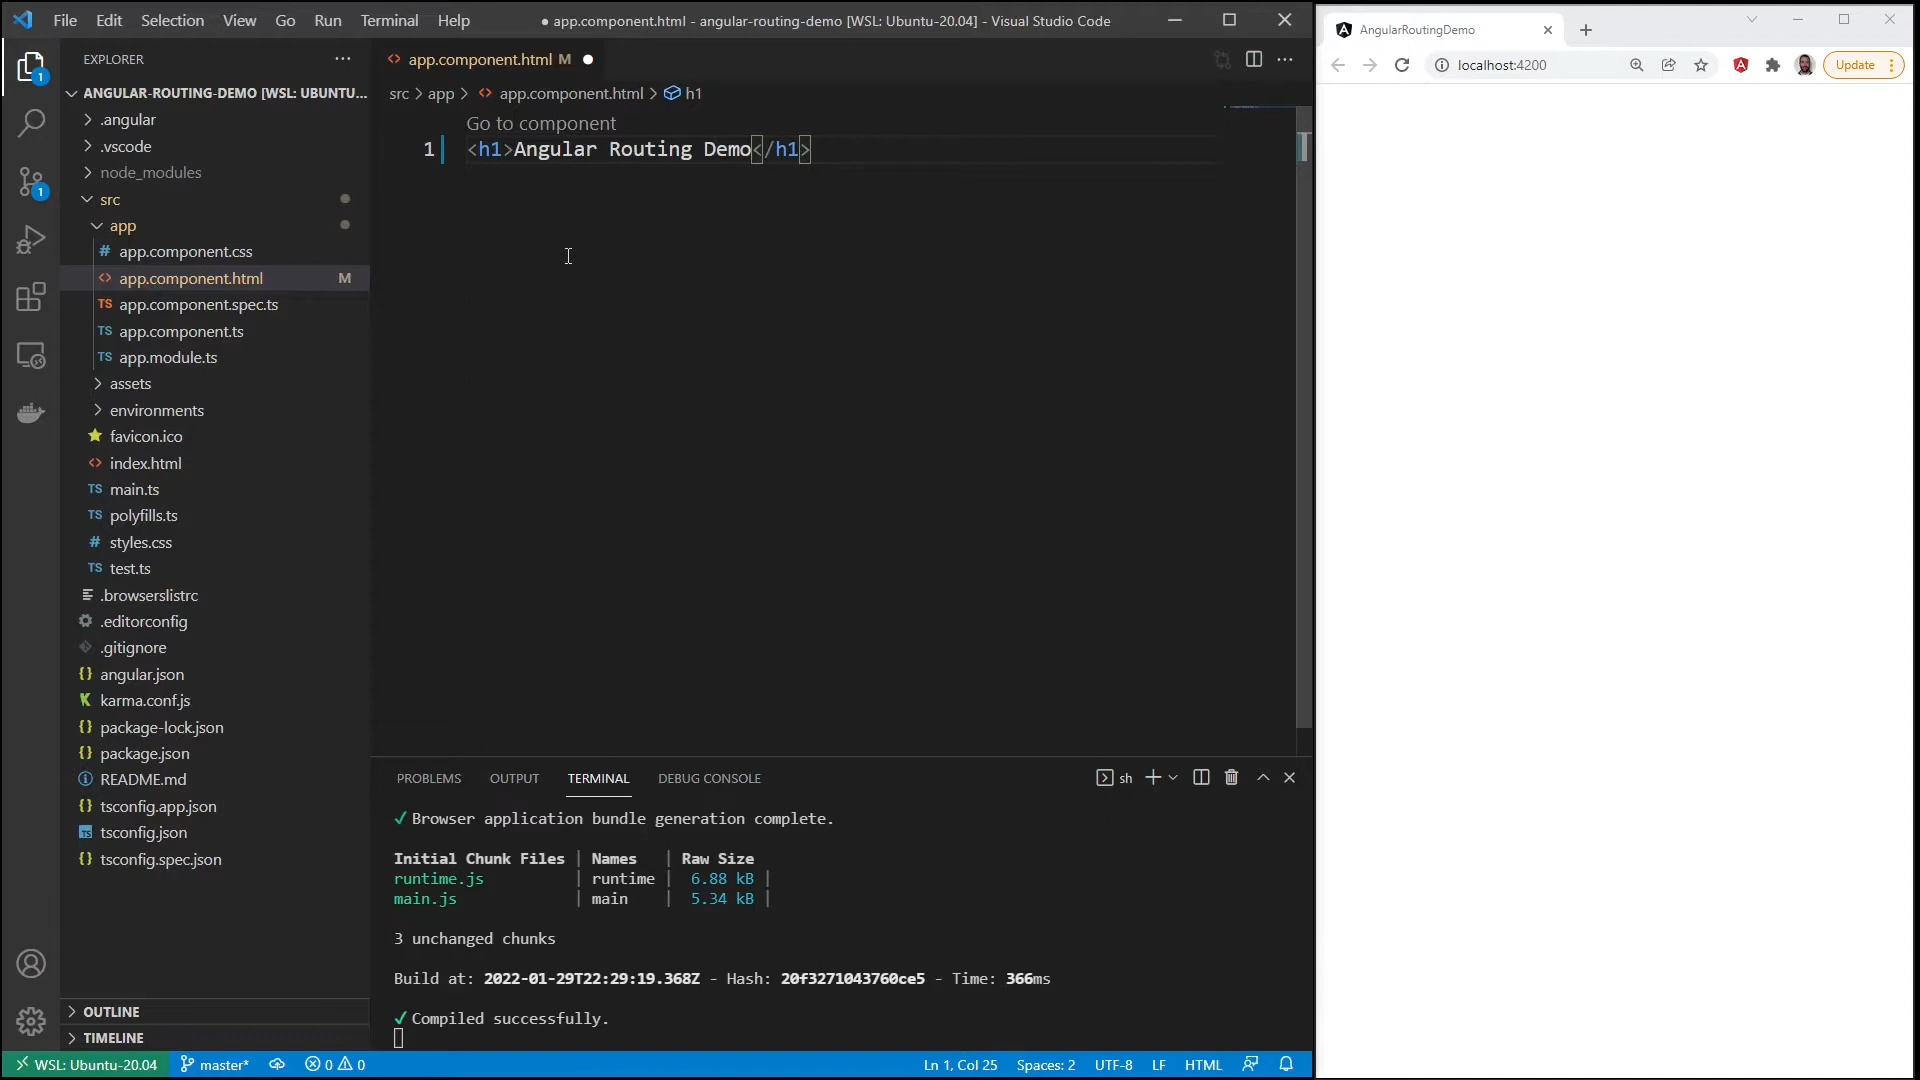 File Edit Selection View Go Run Terminal Help
● app.component.html - angular-routing-demo [WSL: Ubuntu-20.04] - Visual Studio Code
EXPLORER
ANGULAR-ROUTING-DEMO [WSL: UBUNTU...
.angular
.vscode
node_modules
src
app
app.component.css
app.component.html M
app.component.spec.ts
app.component.ts
app.module.ts
assets
environments
favicon.ico
index.html
main.ts
polyfills.ts
styles.css
test.ts
.browserslistrc
.editorconfig
.gitignore
angular.json
karma.conf.js
package-lock.json
package.json
README.md
tsconfig.app.json
tsconfig.json
tsconfig.spec.json
OUTLINE
TIMELINE
app.component.html M
src > app > app.component.html > h1
Go to component
1 <h1>Angular Routing Demo</h1>
PROBLEMS OUTPUT TERMINAL DEBUG CONSOLE
sh
✓ Browser application bundle generation complete.
Initial Chunk Files | Names | Raw Size
runtime.js | runtime | 6.88 kB |
main.js | main | 5.34 kB |
3 unchanged chunks
Build at: 2022-01-29T22:29:19.368Z - Hash: 20f3271043760ce5 - Time: 366ms
✓ Compiled successfully.
WSL: Ubuntu-20.04 master* 0 0 Ln 1, Col 25 Spaces: 2 UTF-8 LF HTML
AngularRoutingDemo
localhost:4200
Update